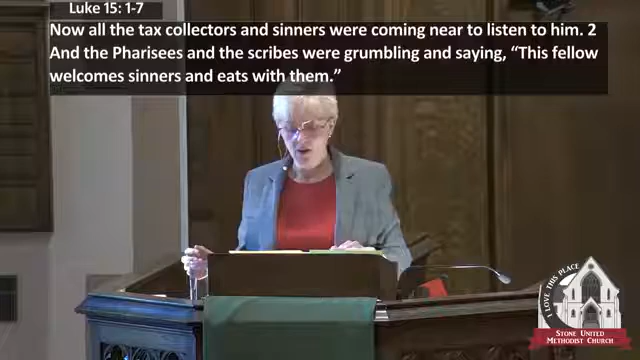 Luke 15: 1-7
Now all the tax collectors and sinners were coming near to listen to him. 2
And the Pharisees and the scribes were grumbling and saying, “This fellow
welcomes sinners and eats with them.”
I LOVE THIS PLACE
STONE UNITED
METHODIST CHURCH